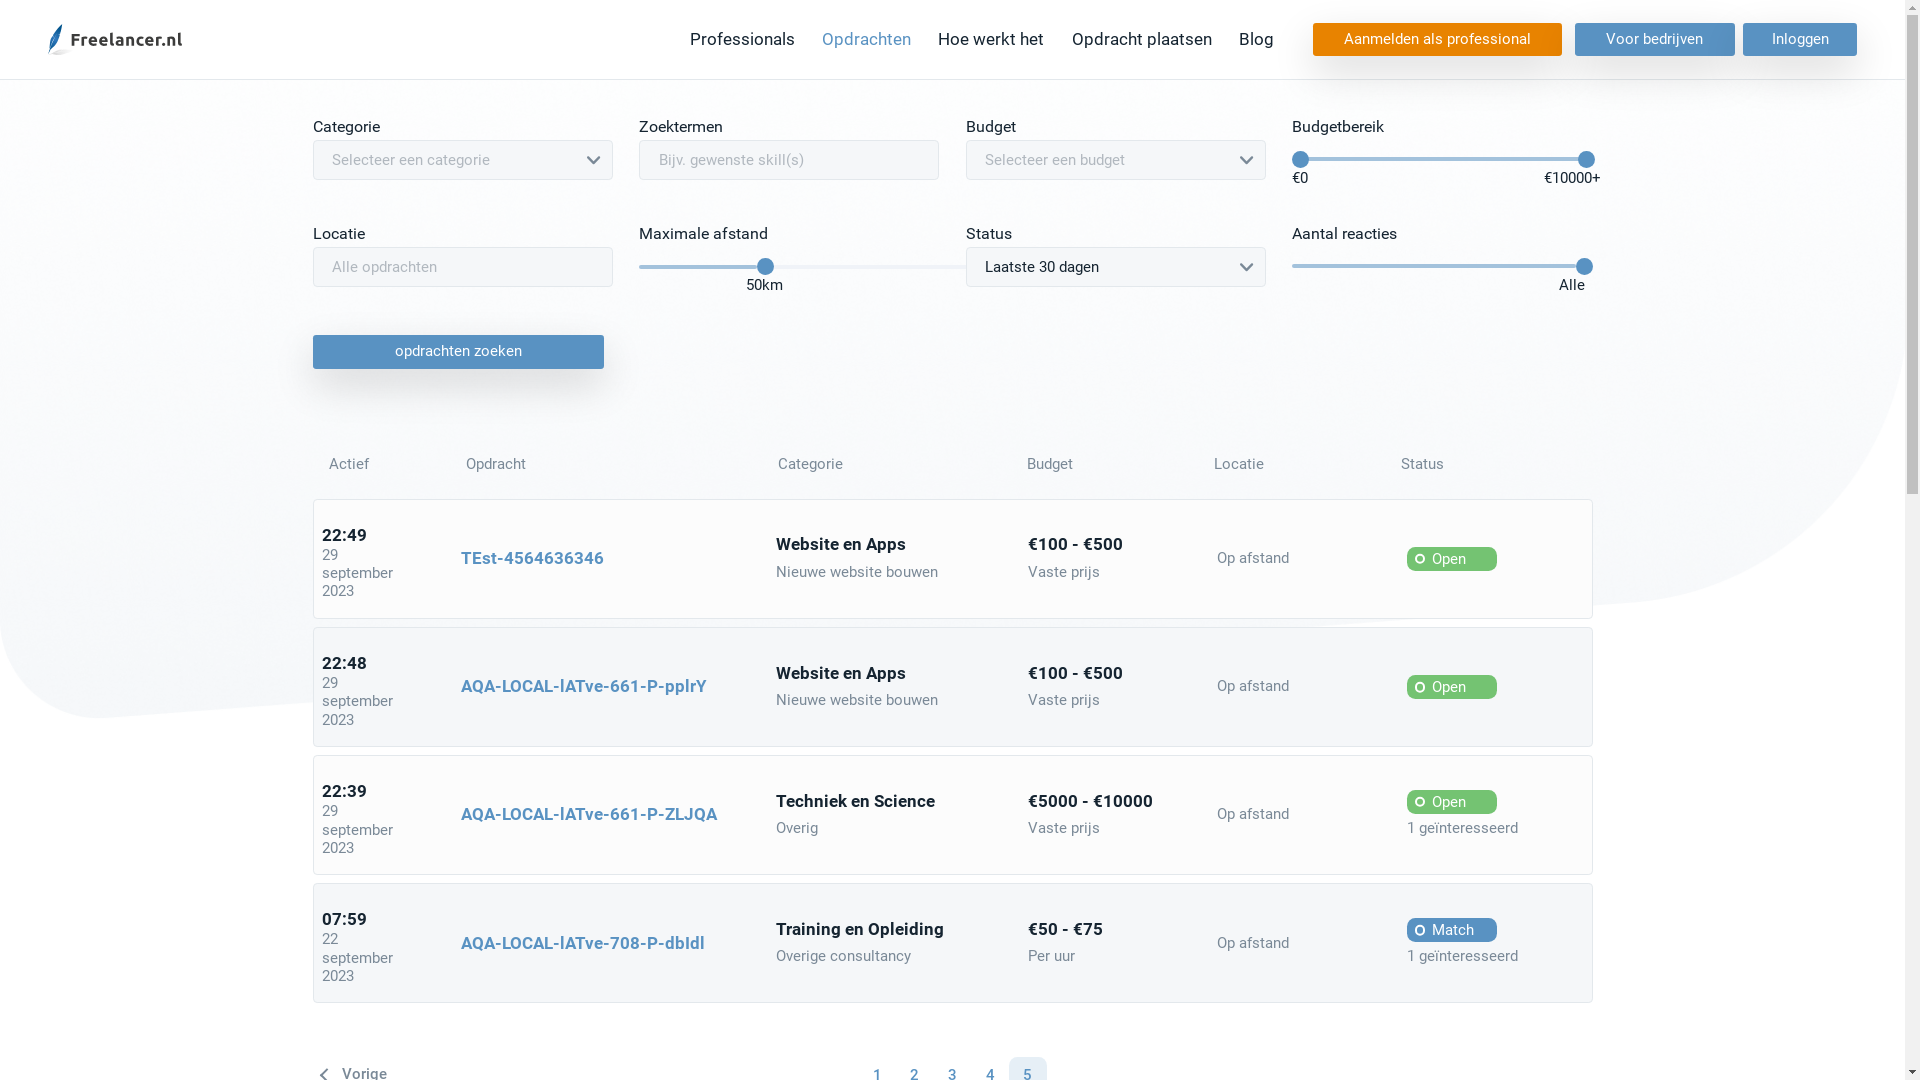 Freelancer.nl
Professionals
Opdrachten
Hoe werkt het
Opdracht plaatsen
Blog
Aanmelden als professional
Voor bedrijven
Inloggen
Categorie
Zoektermen
Budget
Budgetbereik
Selecteer een categorie
Bijv. gewenste skill(s)
Selecteer een budget
€0
€10000+
Locatie
Maximale afstand
Status
Aantal reacties
Alle opdrachten
Laatste 30 dagen
50km
Alle
opdrachten zoeken
Actief
Opdracht
Categorie
Budget
Locatie
Status
22:49
29
september
2023
TEst-4564636346
Website en Apps
Nieuwe website bouwen
€100 - €500
Vaste prijs
Op afstand
Open
22:48
29
september
2023
AQA-LOCAL-lATve-661-P-pplrY
Website en Apps
Nieuwe website bouwen
€100 - €500
Vaste prijs
Op afstand
Open
22:39
29
september
2023
AQA-LOCAL-lATve-661-P-ZLJQA
Techniek en Science
Overig
€5000 - €10000
Vaste prijs
Op afstand
Open
1 geïnteresseerd
07:59
22
september
2023
AQA-LOCAL-lATve-708-P-dbIdl
Training en Opleiding
Overige consultancy
€50 - €75
Per uur
Op afstand
Match
1 geïnteresseerd
Vorige
1
2
3
4
5